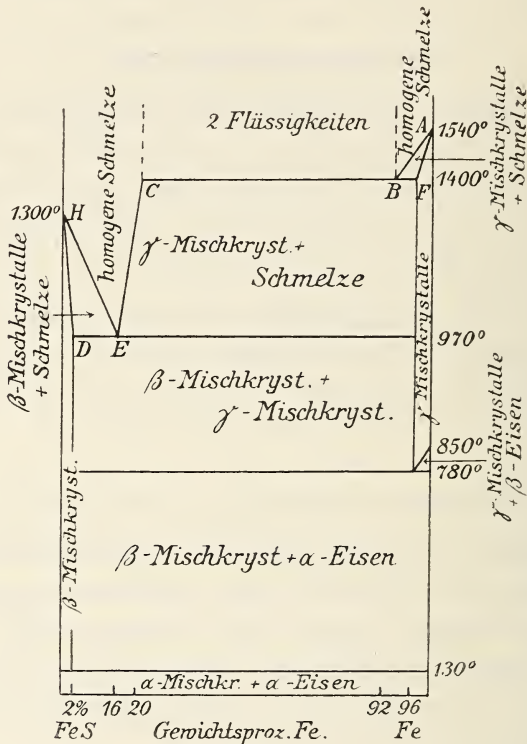 homogene
Schmelze
2 Flüssigkeiten
A
1540°
γ-Mischkrystalle
+ Schmelze
homogene Schmelze
C
B
F
1400°
1300°
H
γ-Mischkryst. +
Schmelze
β-Mischkrystalle
+ Schmelze
γ Mischkrystalle
D
E
970°
β-Mischkryst. +
γ-Mischkryst.
850°
780°
γ-Mischkrystalle
+ β-Eisen
β-Mischkryst.
β-Mischkryst + α-Eisen
130°
α-Mischkr. + α-Eisen
2% 16 20 92 96
FeS Gewichtsproz. Fe. Fe